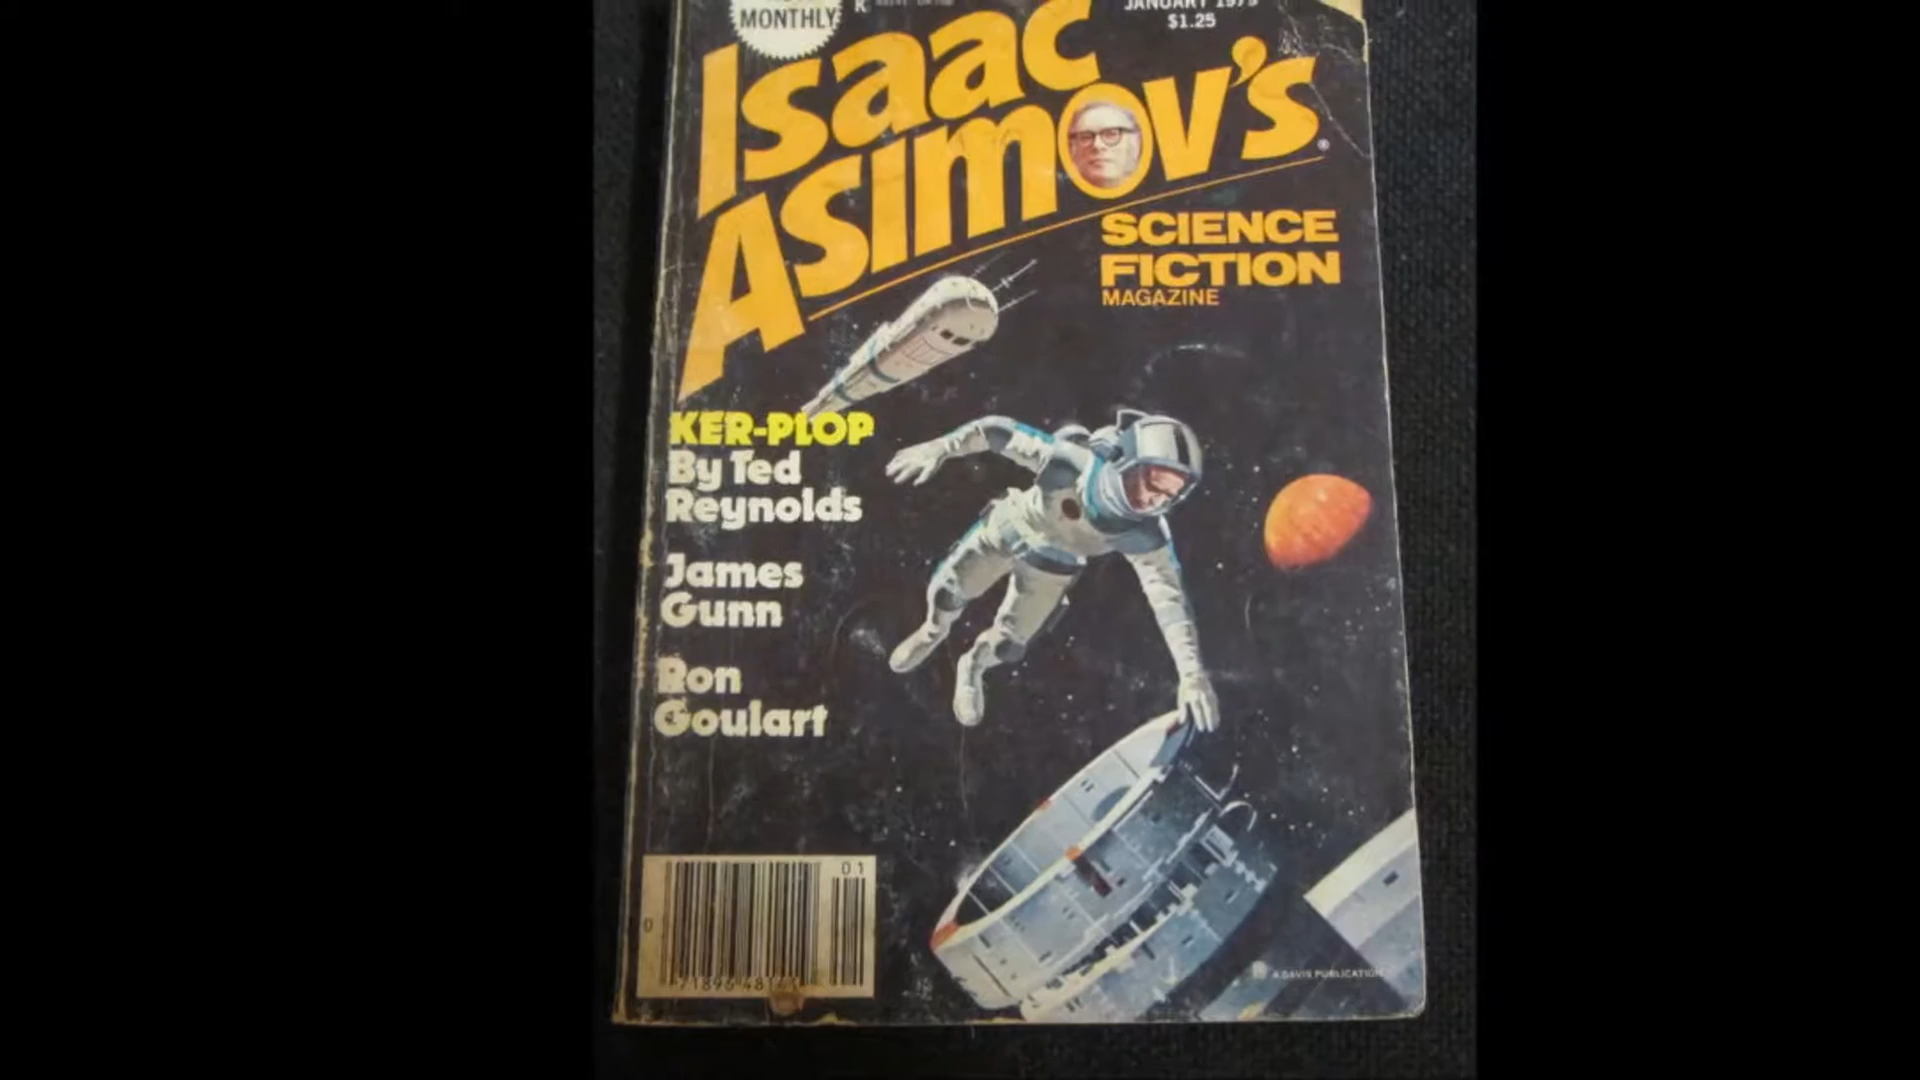 MONTHLY
K
JANUARY 1979
$1.25
Isaac
Asimov's
SCIENCE
FICTION
MAGAZINE
KER-PLOP
By Ted
Reynolds
James
Gunn
Ron
Goulart
01
0
A DAVIS PUBLICATION